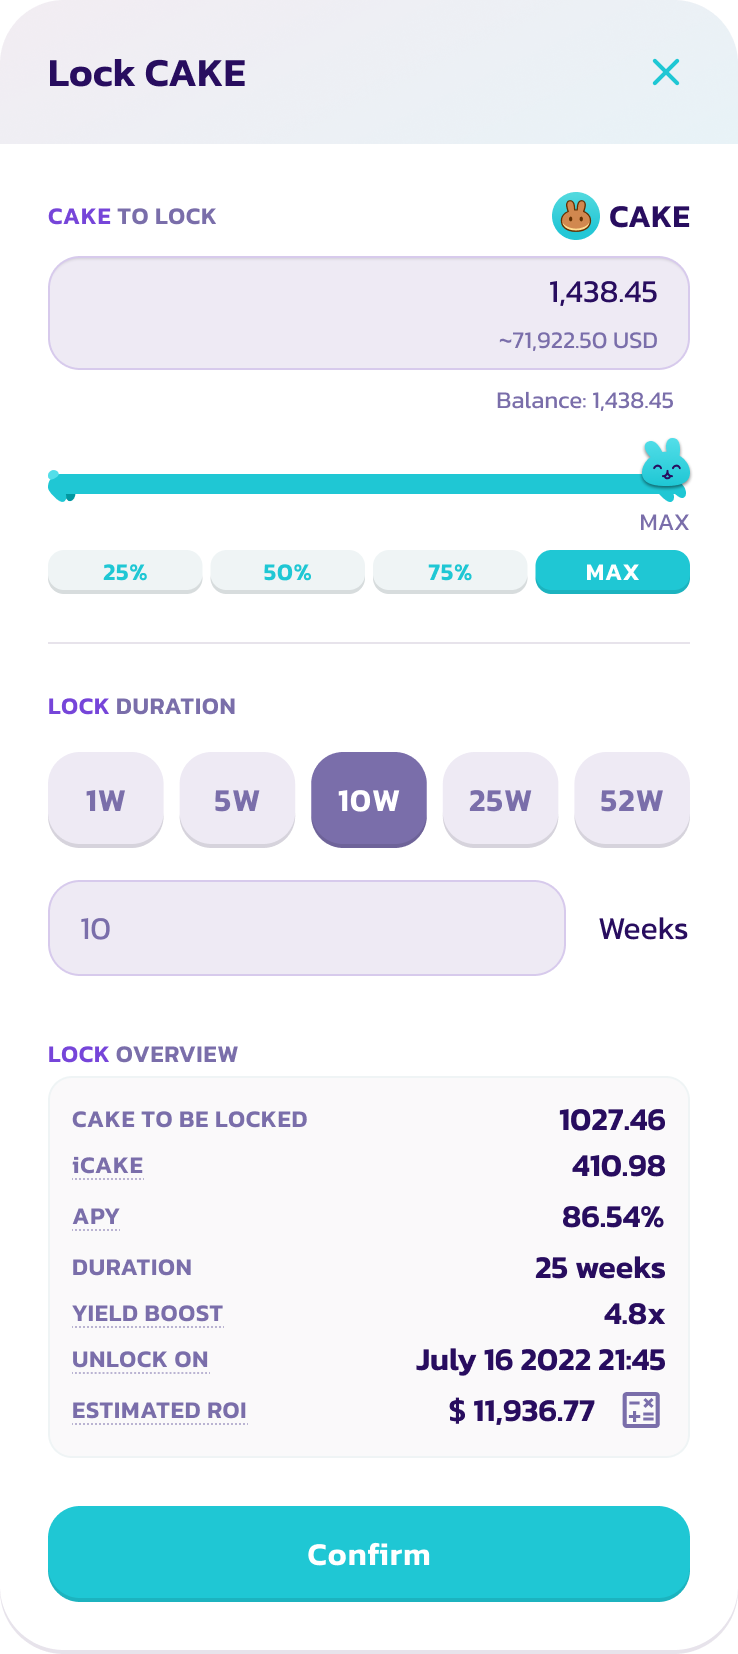 Lock CAKE
CAKE TO LOCK
CAKE
1,438.45
~71,922.50 USD
Balance: 1,438.45
MAX
25% 50% 75% MAX
LOCK DURATION
1W 5W 10W 25W 52W
10 Weeks
LOCK OVERVIEW
CAKE TO BE LOCKED 1027.46
iCAKE 410.98
APY 86.54%
DURATION 25 weeks
YIELD BOOST 4.8x
UNLOCK ON July 16 2022 21:45
ESTIMATED ROI $ 11,936.77
Confirm